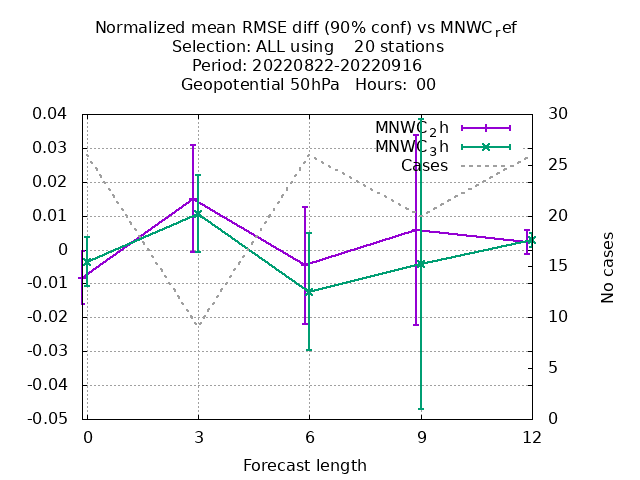 Normalized mean RMSE diff (90% conf) vs MNWC_ref
Selection: ALL using 20 stations
Period: 20220822-20220916
Geopotential 50hPa Hours: 00
MNWC_2h
MNWC_3h
Cases
0.04
0.03
0.02
0.01
0
-0.01
-0.02
-0.03
-0.04
-0.05
30
25
20
15
10
5
0
No cases
0 3 6 9 12
Forecast length